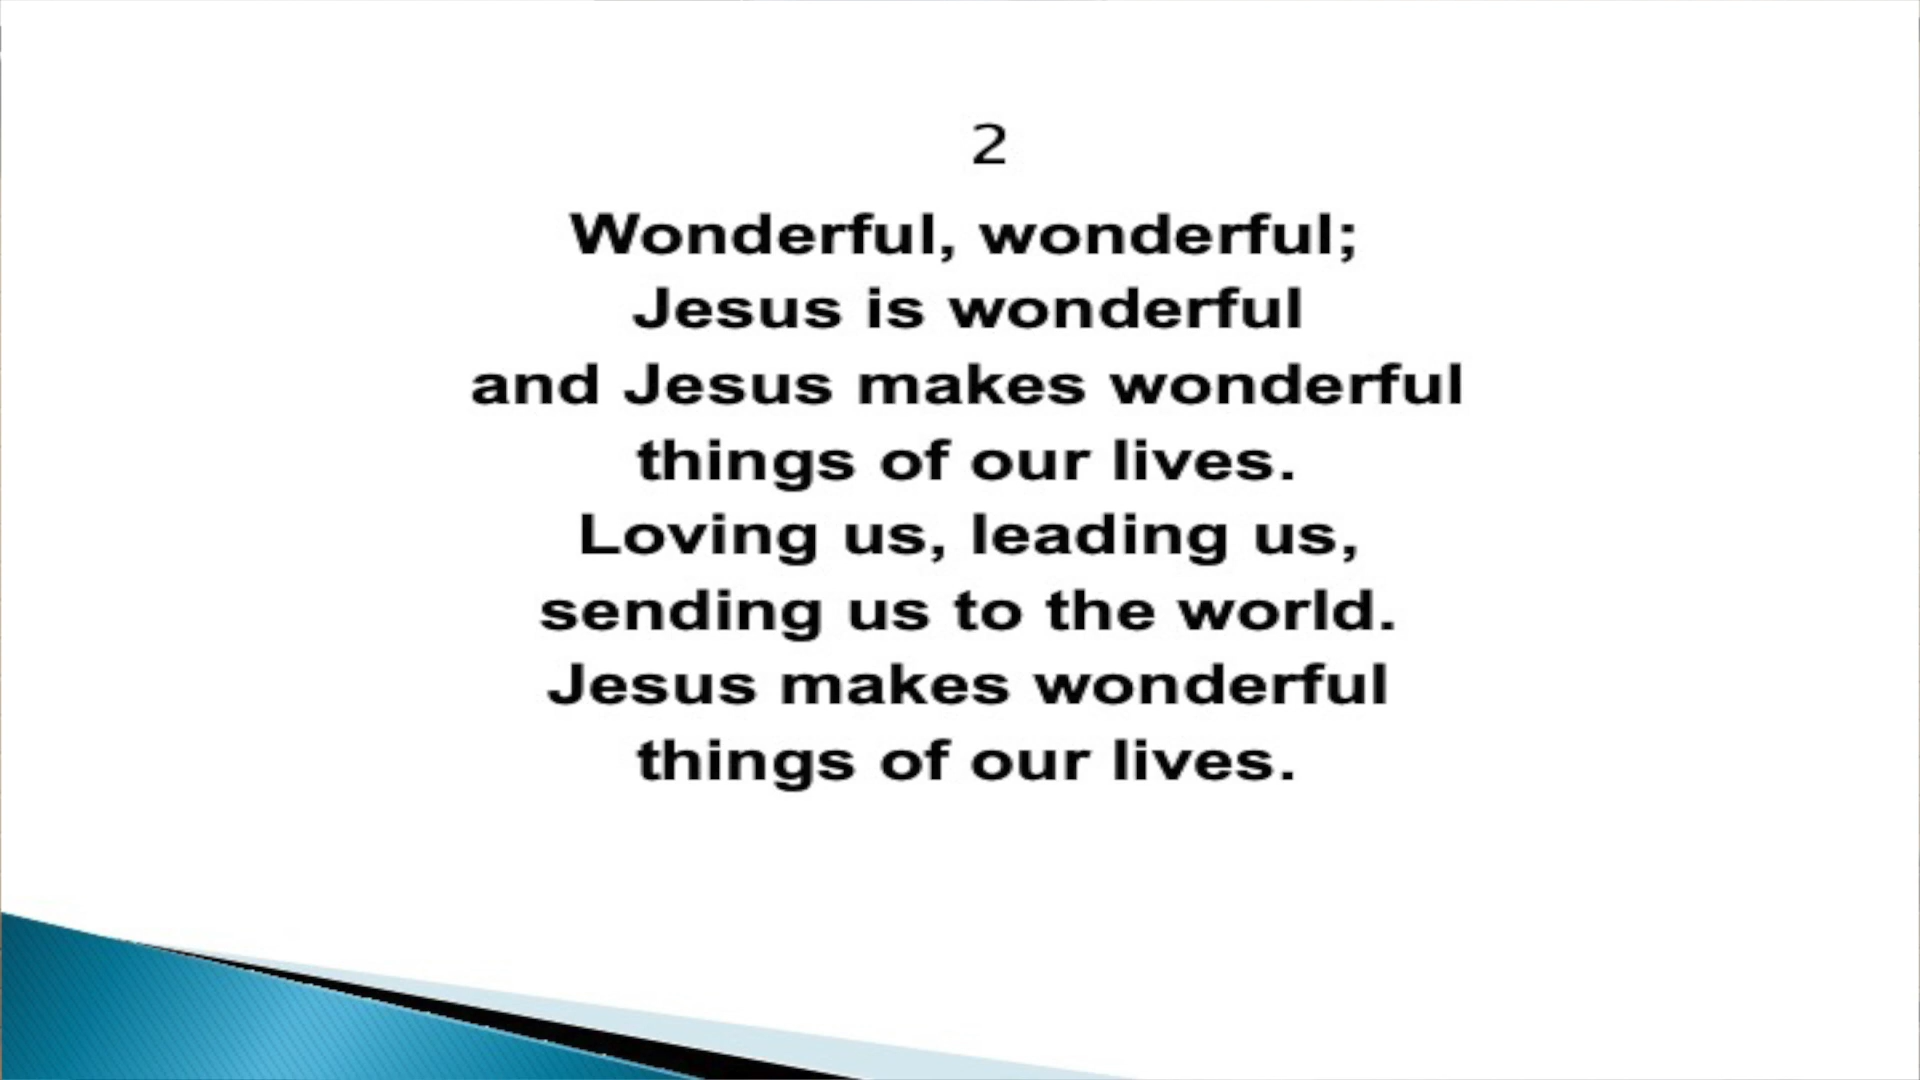 2
Wonderful, wonderful;
Jesus is wonderful
and Jesus makes wonderful
things of our lives.
Loving us, leading us,
sending us to the world.
Jesus makes wonderful
things of our lives.